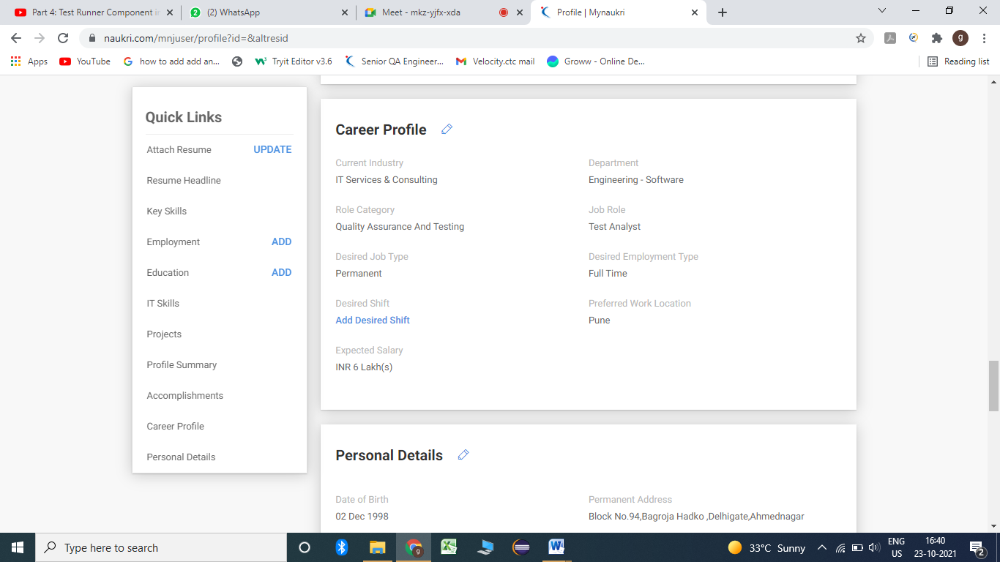 Part 4: Test Runner Component in
(2) WhatsApp
Meet - mkz-yjfx-xda
Profile | Mynaukri
naukri.com/mnjuser/profile?id=&altresid
g
Apps
YouTube
how to add add an...
Tryit Editor v3.6
Senior QA Engineer...
Velocity.ctc mail
Groww - Online De...
Reading list
Quick Links
Attach Resume UPDATE
Resume Headline
Key Skills
Employment ADD
Education ADD
IT Skills
Projects
Profile Summary
Accomplishments
Career Profile
Personal Details
Career Profile
Current Industry Department
IT Services & Consulting Engineering - Software
Role Category Job Role
Quality Assurance And Testing Test Analyst
Desired Job Type Desired Employment Type
Permanent Full Time
Desired Shift Preferred Work Location
Add Desired Shift Pune
Expected Salary
INR 6 Lakh(s)
Personal Details
Date of Birth Permanent Address
02 Dec 1998 Block No.94,Bagroja Hadko ,Delhigate,Ahmednagar
Type here to search
33°C Sunny
ENG
US
16:40
23-10-2021
2